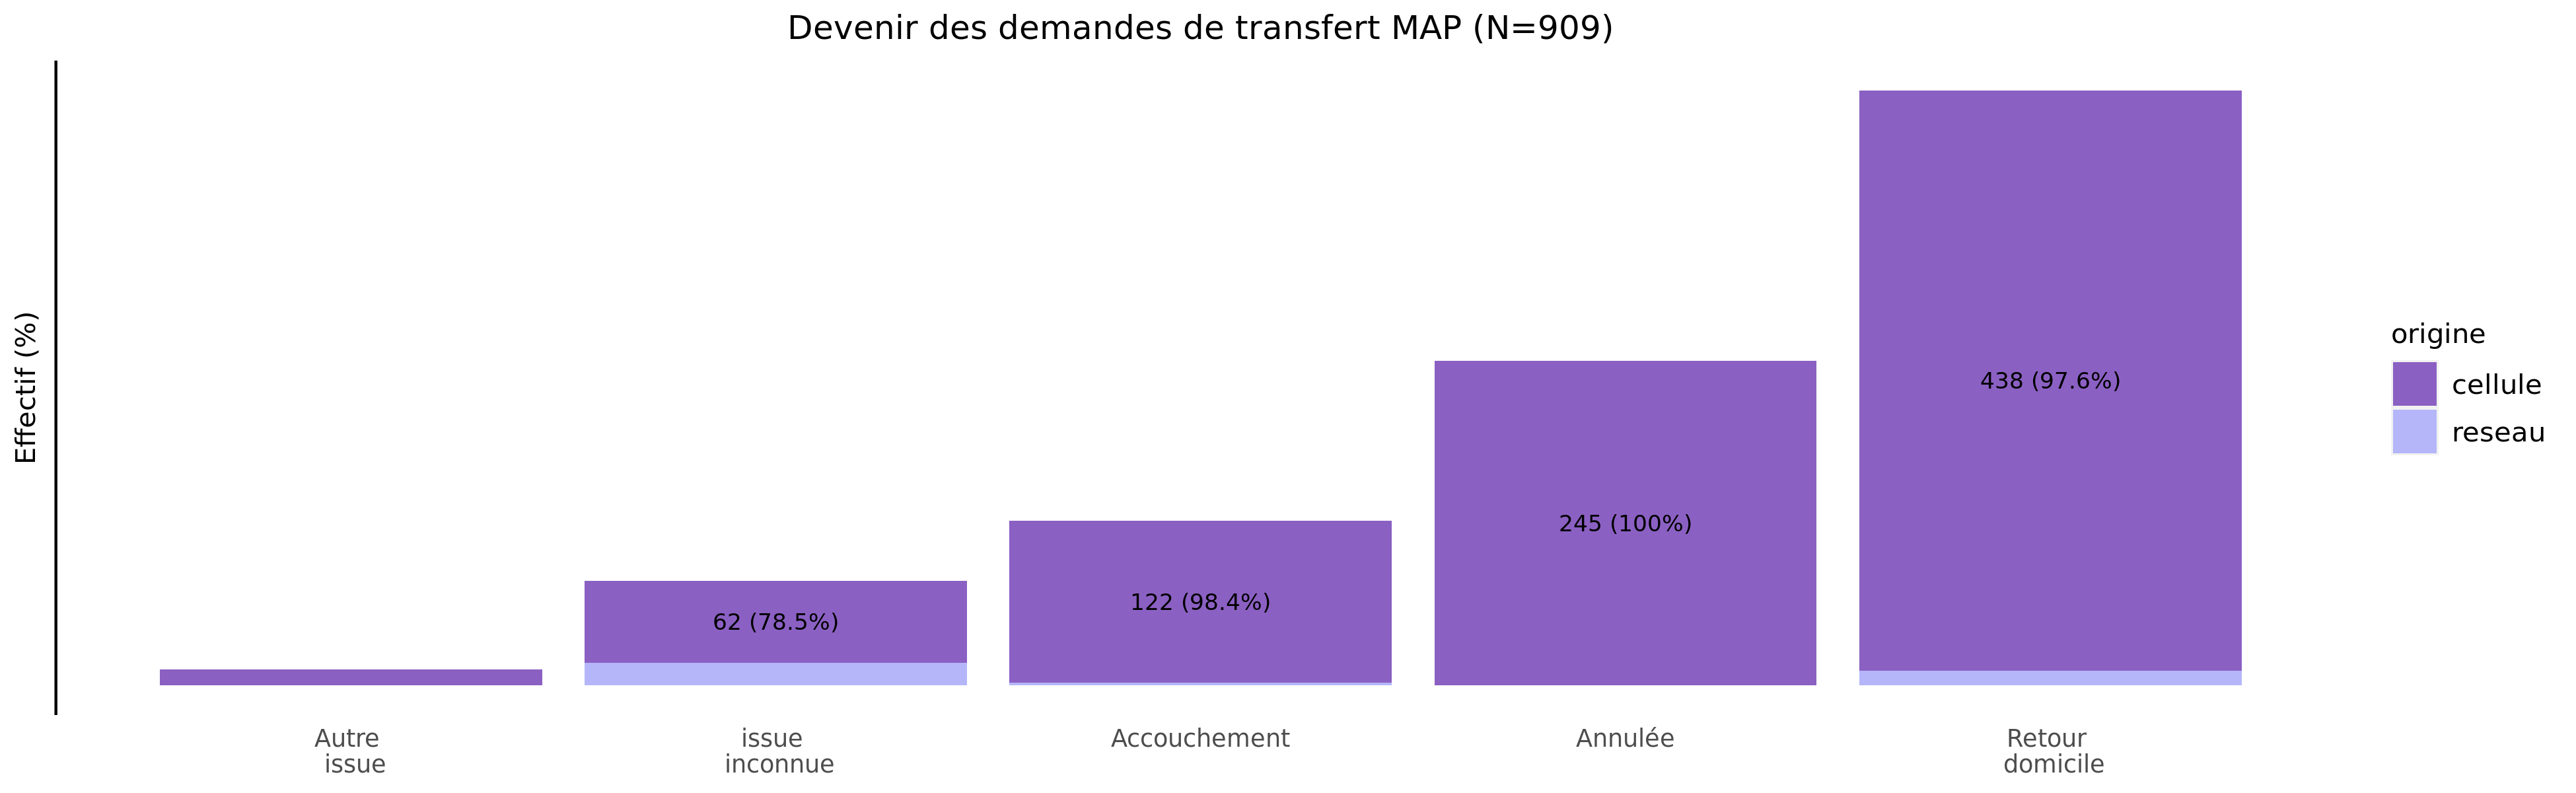 Devenir des demandes de transfert MAP (N=909)
Effectif (%)
438 (97.6%)
245 (100%)
122 (98.4%)
62 (78.5%)
origine
cellule
reseau
Autre
issue
issue
inconnue
Accouchement
Annulée
Retour
domicile